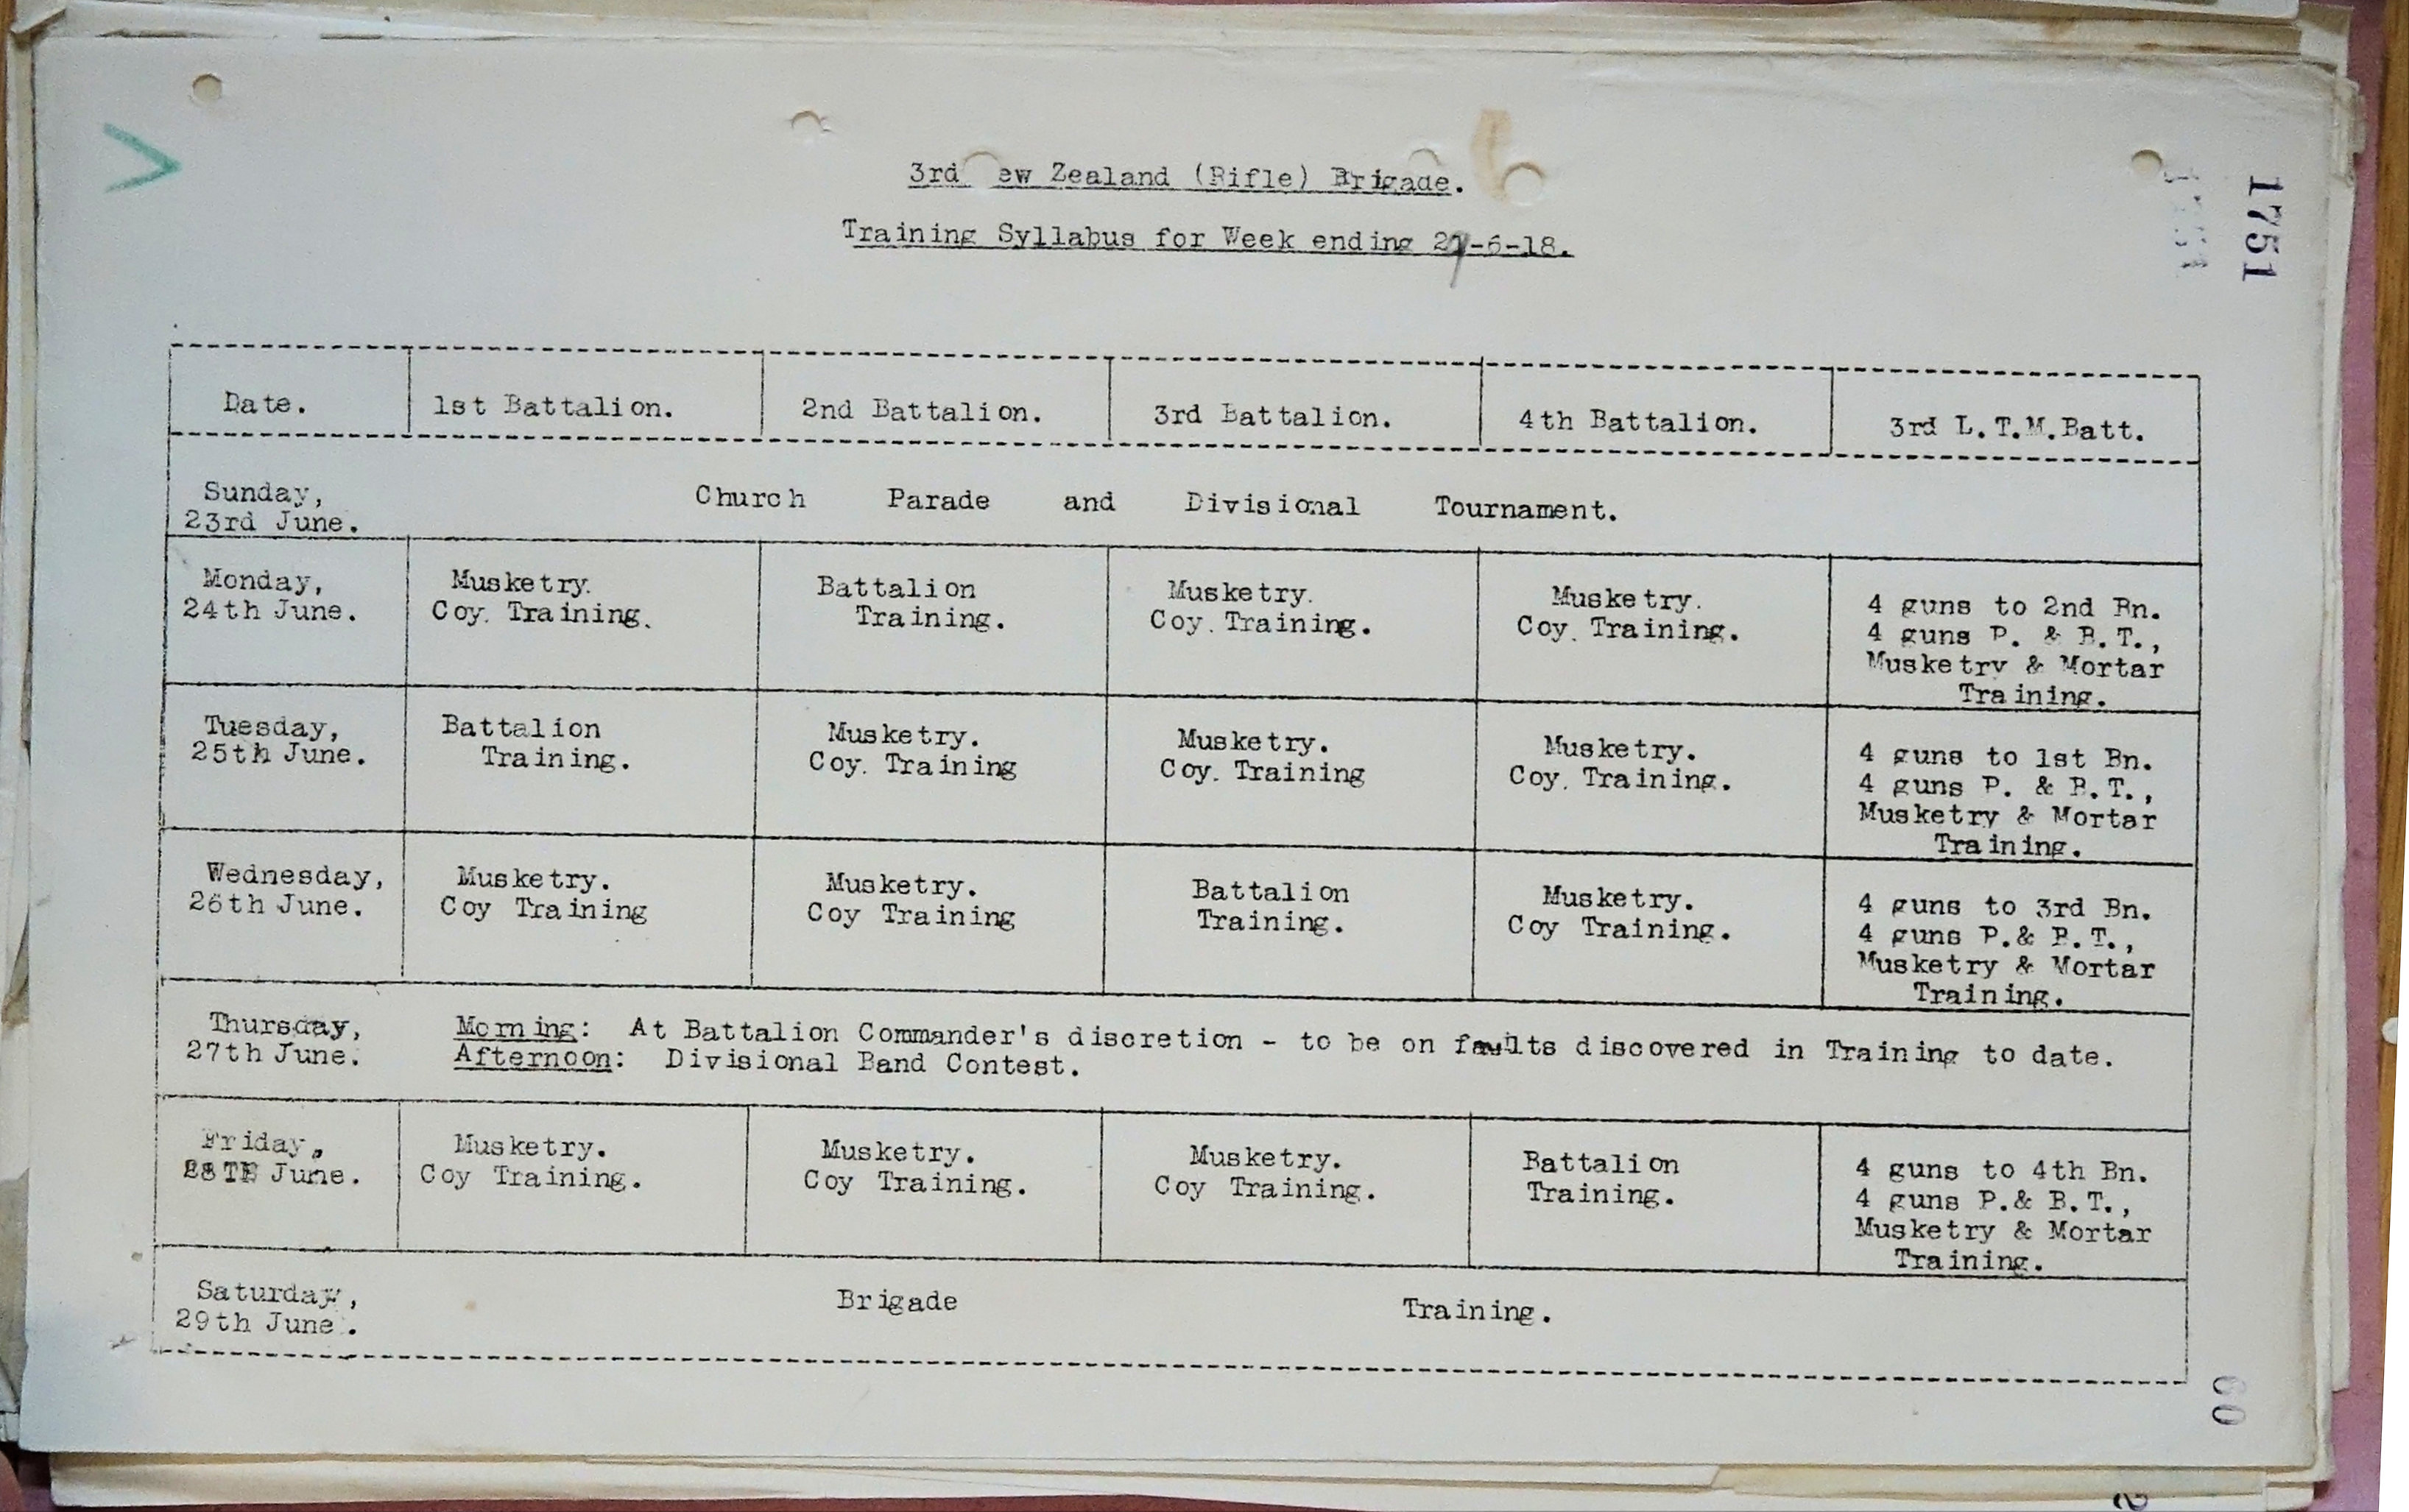 1751
3rd ew Zealand (Rifle) Brigade.
Training Syllabus for Week ending 29-6-18.
Date. 1st Battalion. 2nd Battalion. 3rd Battalion. 4th Battalion. 3rd L.T.M.Batt.
Sunday,
23rd June.
Church Parade and Divisional Tournament.
Monday,
24th June.
Musketry.
Coy. Training.
Battalion
Training.
Musketry.
Coy. Training.
Musketry.
Coy. Training.
4 guns to 2nd Bn.
4 guns P. & B.T.,
Musketry & Mortar
Training.
Tuesday,
25th June.
Battalion
Training.
Musketry.
Coy. Training
Musketry.
Coy. Training
Musketry.
Coy. Training.
4 guns to 1st Bn.
4 guns P. & B.T.,
Musketry & Mortar
Training.
Wednesday,
26th June.
Musketry.
Coy Training
Musketry.
Coy Training
Battalion
Training.
Musketry.
Coy Training.
4 guns to 3rd Bn.
4 guns P.& B.T.,
Musketry & Mortar
Training.
Thursday,
27th June.
Morning: At Battalion Commander's discretion - to be on faults discovered in Training to date.
Afternoon: Divisional Band Contest.
Friday,
28TH June.
Musketry.
Coy Training.
Musketry.
Coy Training.
Musketry.
Coy Training.
Battalion
Training.
4 guns to 4th Bn.
4 guns P.& B.T.,
Musketry & Mortar
Training.
Saturday,
29th June.
Brigade Training.
60